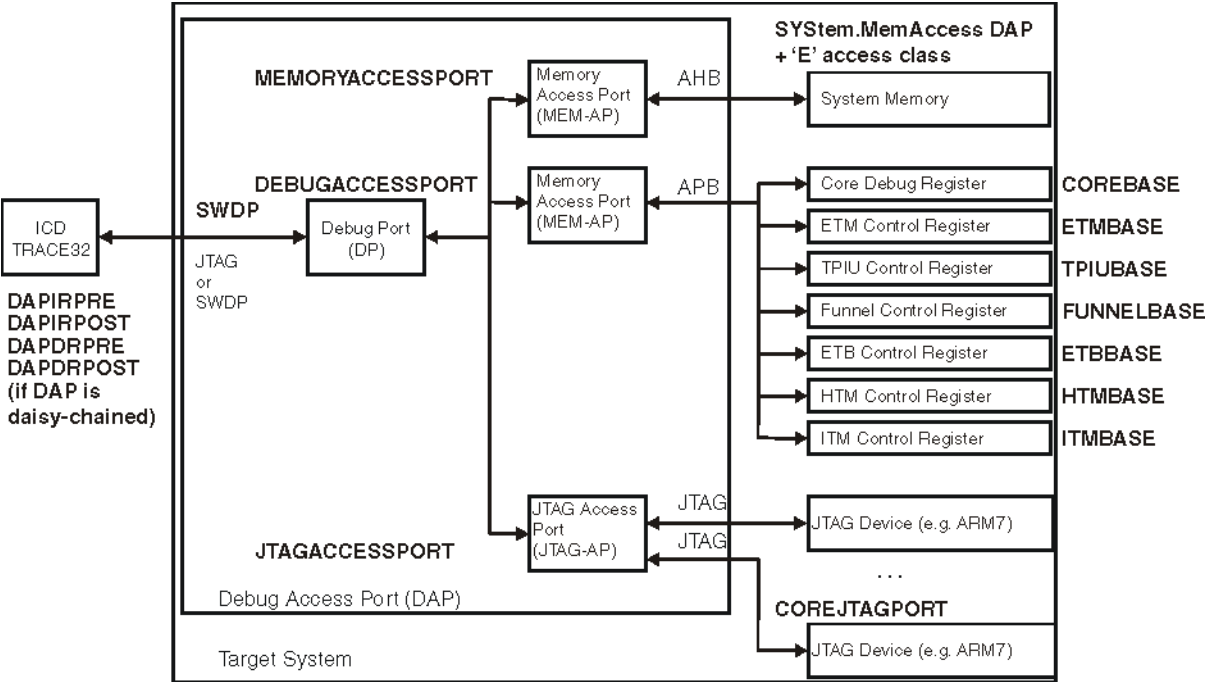 SYStem.MemAccess DAP
+ 'E' access class
MEMORYACCESSPORT
Memory
Access Port
(MEM-AP)
AHB
System Memory
DEBUGACCESSPORT
Memory
Access Port
(MEM-AP)
APB
Core Debug Register
COREBASE
ICD
TRACE32
SWDP
JTAG
or
SWDP
Debug Port
(DP)
ETM Control Register
ETMBASE
TPIU Control Register
TPIUBASE
DAPIRPRE
DAPIRPOST
DAPDRPRE
DAPDRPOST
(if DAP is
daisy-chained)
Funnel Control Register
FUNNELBASE
ETB Control Register
ETBBASE
HTM Control Register
HTMBASE
ITM Control Register
ITMBASE
JTAGACCESSPORT
JTAG Access
Port
(JTAG-AP)
JTAG
JTAG
JTAG Device (e.g. ARM7)
...
COREJTAGPORT
JTAG Device (e.g. ARM7)
Debug Access Port (DAP)
Target System